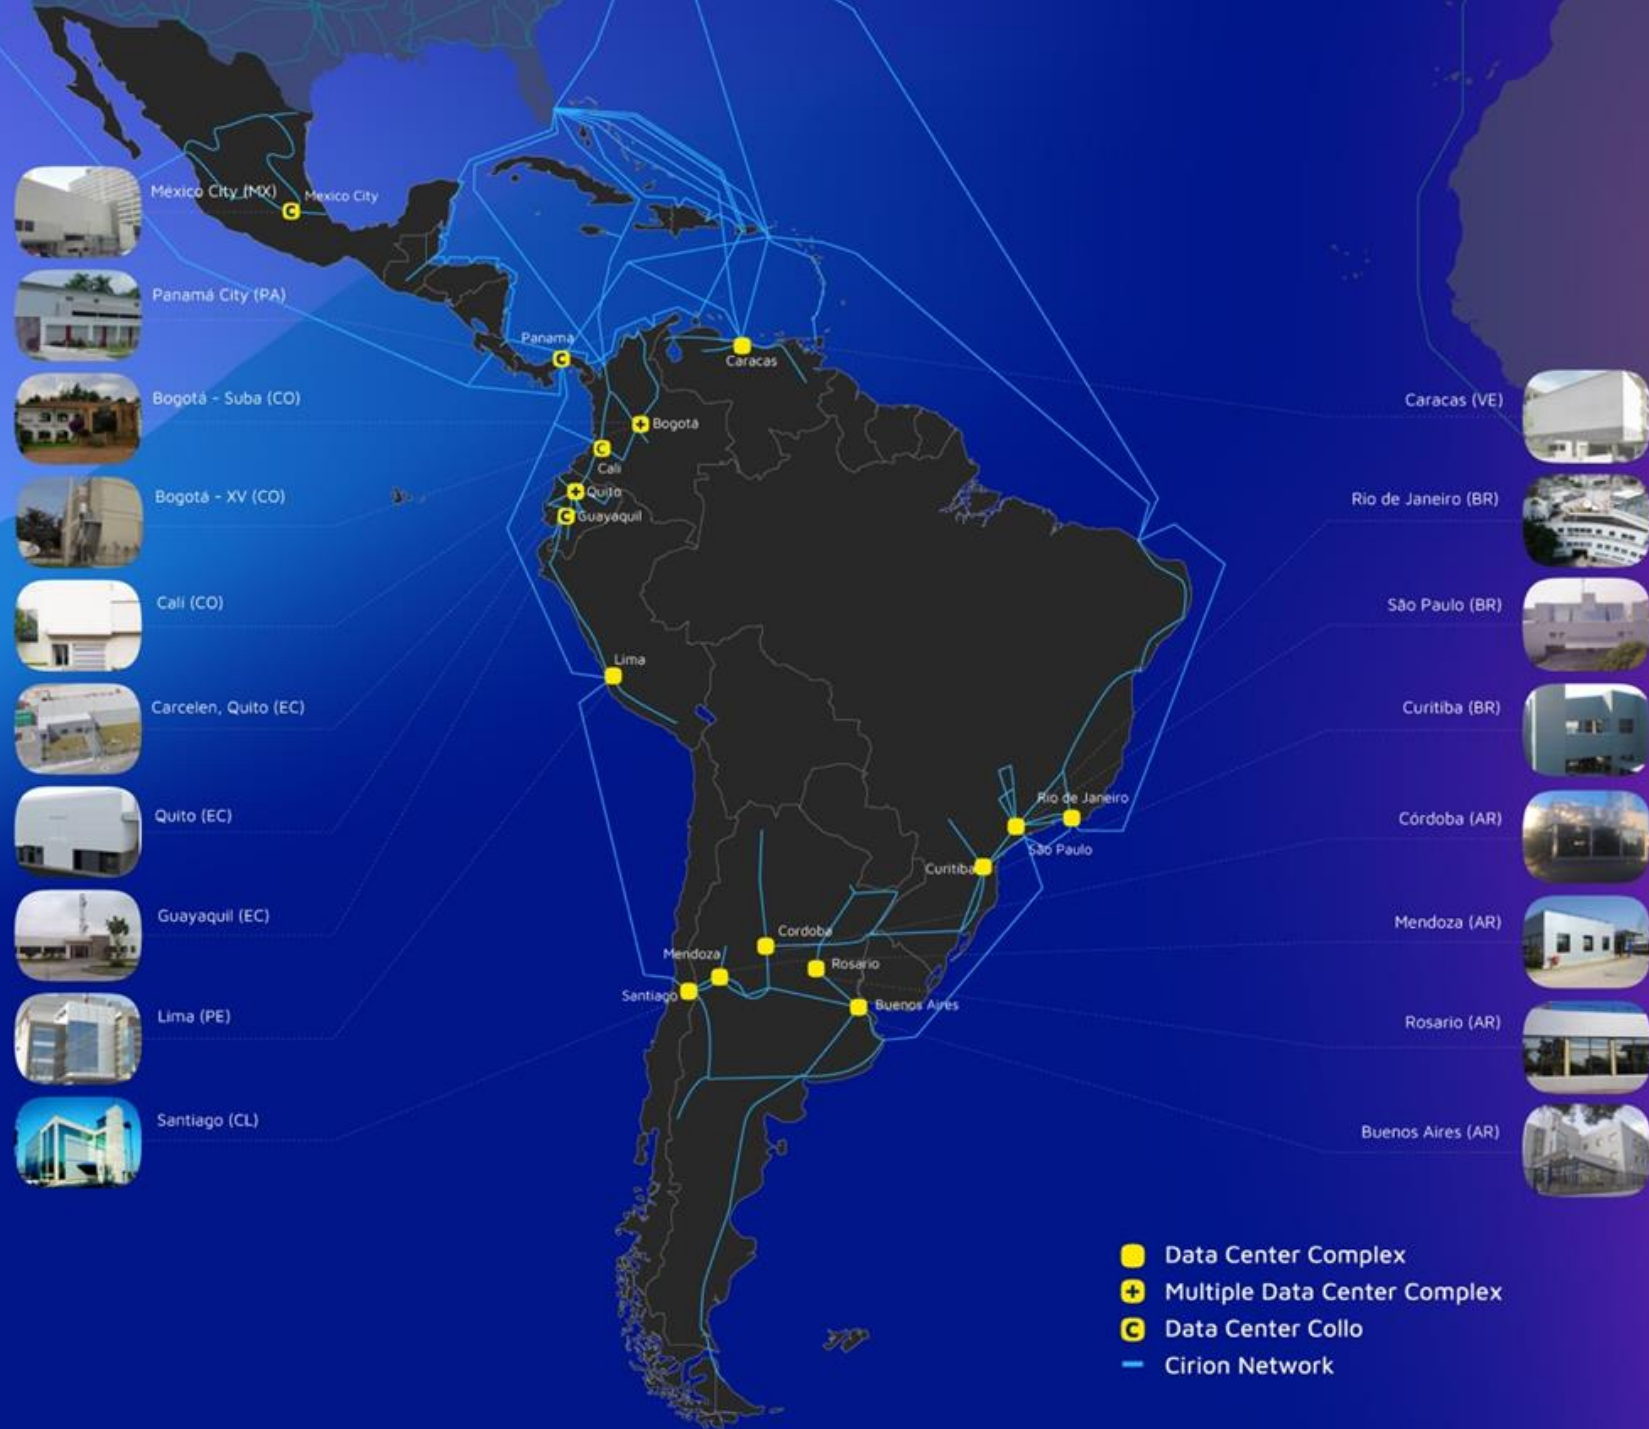 México City (MX)
Mexico City
Panamá City (PA)
Panamá
Caracas
Bogotá - Suba (CO)
Caracas (VE)
Bogotá
Cali
Bogotá - XV (CO)
Quito
Rio de Janeiro (BR)
Guayaquil
Cali (CO)
São Paulo (BR)
Lima
Carcelen, Quito (EC)
Curitiba (BR)
Rio de Janeiro
Quito (EC)
Córdoba (AR)
São Paulo
Curitiba
Guayaquil (EC)
Cordoba
Mendoza (AR)
Mendoza
Rosario
Santiago
Buenos Aires
Lima (PE)
Rosario (AR)
Santiago (CL)
Buenos Aires (AR)
Data Center Complex
+ Multiple Data Center Complex
C Data Center Collo
Cirion Network